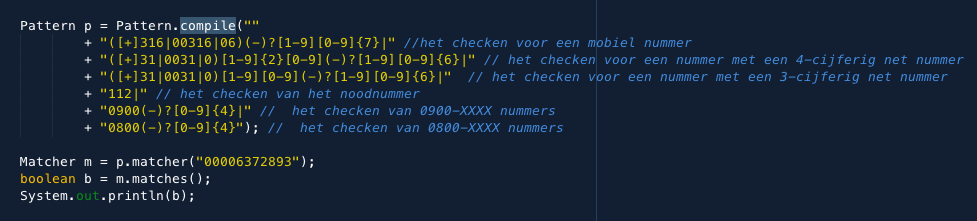 Pattern p = Pattern.compile(""
+ "([+]316|00316|06)(-)?[1-9][0-9]{7}|" //het checken voor een mobiel nummer
+ "([+]31|0031|0)[1-9]{2}[0-9](-)?[1-9][0-9]{6}|" // het checken voor een nummer met een 4-cijferig net nummer
+ "([+]31|0031|0)[1-9][0-9](-)?[1-9][0-9]{6}|"  // het checken voor een nummer met een 3-cijferig net nummer
+ "112|" // het checken van het noodnummer
+ "0900(-)?[0-9]{4}|" //  het checken van 0900-XXXX nummers
+ "0800(-)?[0-9]{4}"); //  het checken van 0800-XXXX nummers
Matcher m = p.matcher("00006372893");
boolean b = m.matches();
System.out.println(b);